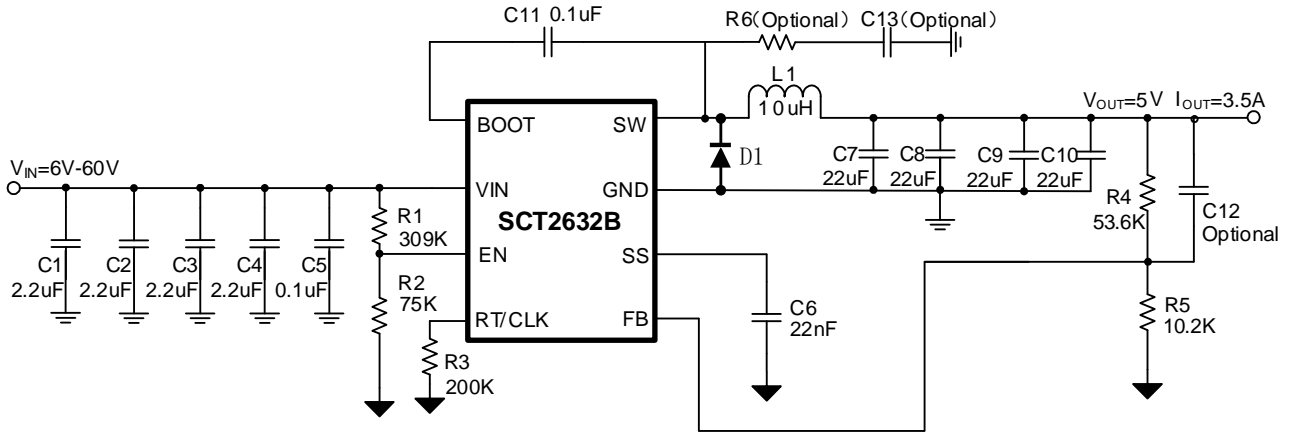 C11 0.1uF
R6(Optional) C13(Optional)
L1
10uH
VOUT=5V IOUT=3.5A
BOOT
SW
D1
C7
22uF
C8
22uF
C9
22uF
C10
22uF
VIN=6V-60V
VIN
GND
SCT2632B
R1
309K
R4
53.6K
C12
Optional
EN
SS
C1
2.2uF
C2
2.2uF
C3
2.2uF
C4
2.2uF
C5
0.1uF
R2
75K
RT/CLK
FB
C6
22nF
R5
10.2K
R3
200K